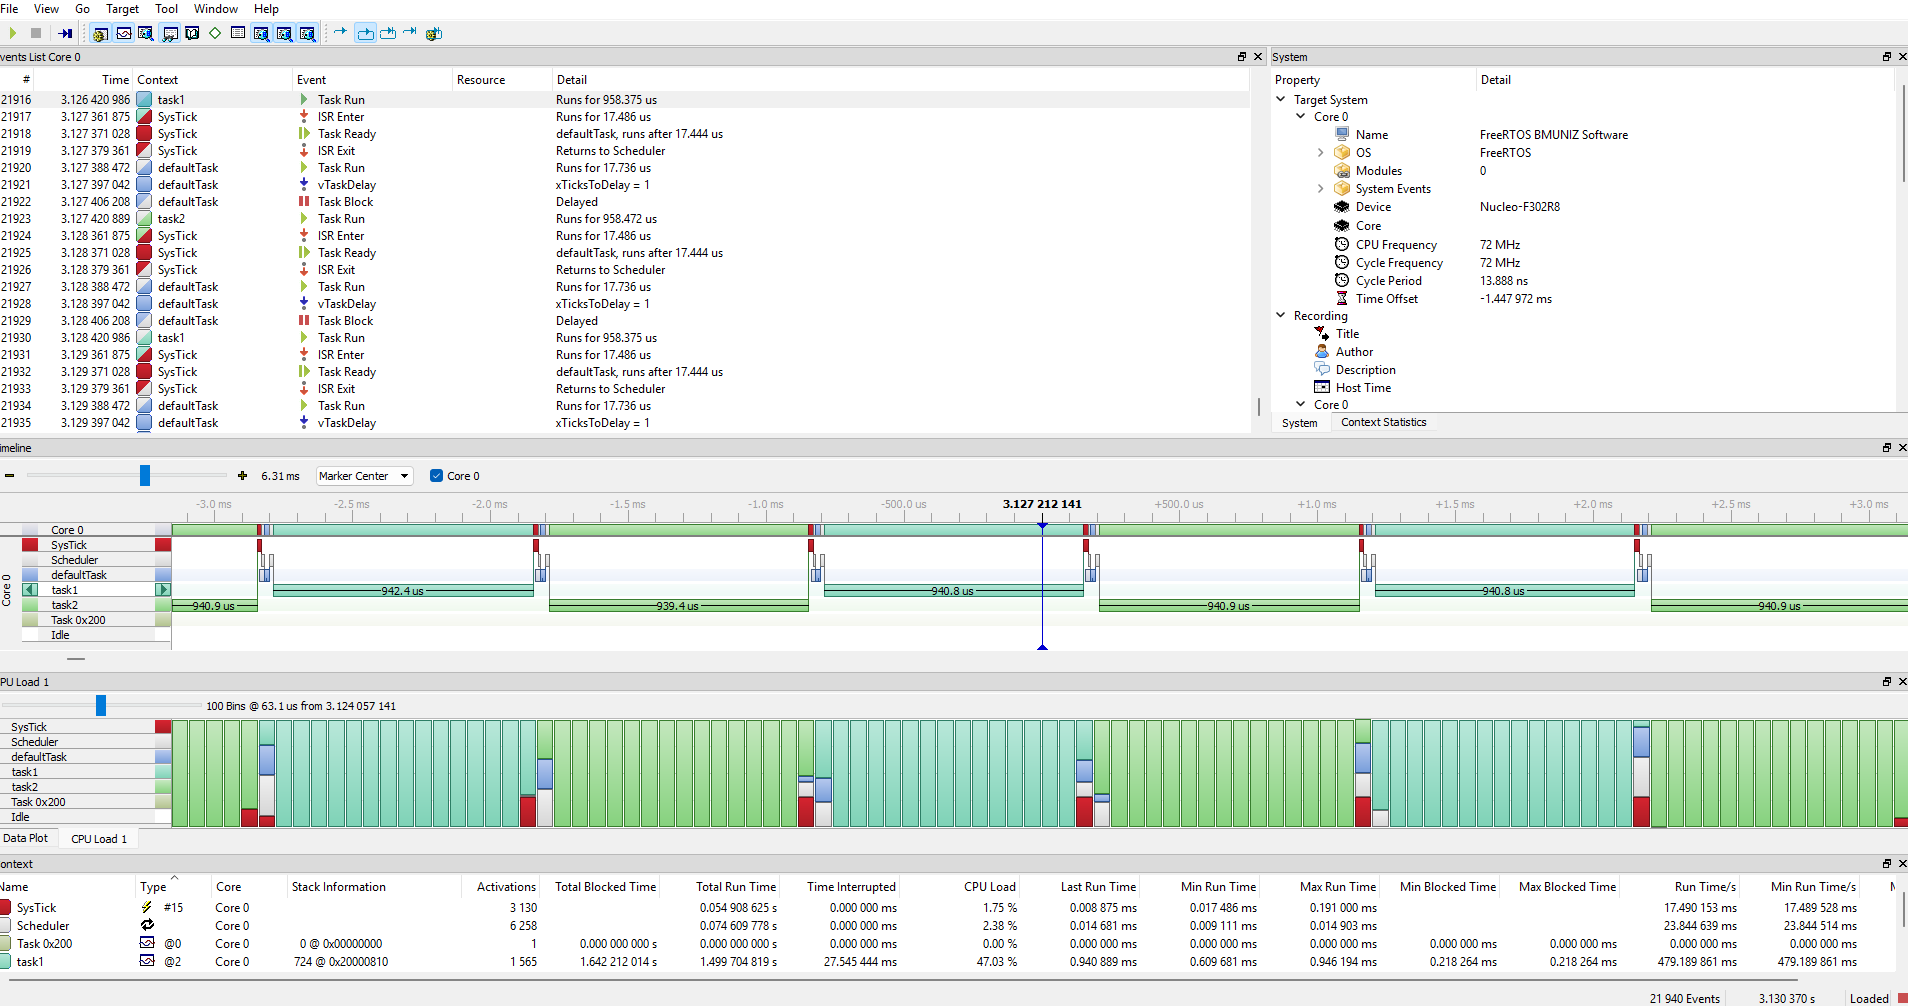 File View Go Target Tool Window Help
vents List Core 0
# Time Context Event Resource Detail
21916 3.126 420 986 task1 Task Run Runs for 958.375 us
21917 3.127 361 875 SysTick ISR Enter Runs for 17.486 us
21918 3.127 371 028 SysTick Task Ready defaultTask, runs after 17.444 us
21919 3.127 379 361 SysTick ISR Exit Returns to Scheduler
21920 3.127 388 472 defaultTask Task Run Runs for 17.736 us
21921 3.127 397 042 defaultTask vTaskDelay xTicksToDelay = 1
21922 3.127 406 208 defaultTask Task Block Delayed
21923 3.127 420 889 task2 Task Run Runs for 958.472 us
21924 3.128 361 875 SysTick ISR Enter Runs for 17.486 us
21925 3.128 371 028 SysTick Task Ready defaultTask, runs after 17.444 us
21926 3.128 379 361 SysTick ISR Exit Returns to Scheduler
21927 3.128 388 472 defaultTask Task Run Runs for 17.736 us
21928 3.128 397 042 defaultTask vTaskDelay xTicksToDelay = 1
21929 3.128 406 208 defaultTask Task Block Delayed
21930 3.128 420 986 task1 Task Run Runs for 958.375 us
21931 3.129 361 875 SysTick ISR Enter Runs for 17.486 us
21932 3.129 371 028 SysTick Task Ready defaultTask, runs after 17.444 us
21933 3.129 379 361 SysTick ISR Exit Returns to Scheduler
21934 3.129 388 472 defaultTask Task Run Runs for 17.736 us
21935 3.129 397 042 defaultTask vTaskDelay xTicksToDelay = 1
System
Property Detail
Target System
Core 0
Name FreeRTOS BMUNIZ Software
OS FreeRTOS
Modules 0
System Events
Device Nucleo-F302R8
Core
CPU Frequency 72 MHz
Cycle Frequency 72 MHz
Cycle Period 13.888 ns
Time Offset -1.447 972 ms
Recording
Title
Author
Description
Host Time
Core 0
System Context Statistics
imeline
6.31 ms Marker Center Core 0
-3.0 ms -2.5 ms -2.0 ms -1.5 ms -1.0 ms -500.0 us 3.127 212 141 +500.0 us +1.0 ms +1.5 ms +2.0 ms +2.5 ms +3.0 ms
Core 0
Core 0
SysTick
Scheduler
defaultTask
task1 942.4 us 940.8 us 940.8 us
task2 940.9 us 939.4 us 940.9 us 940.9 us
Task 0x200
Idle
PU Load 1
100 Bins @ 63.1 us from 3.124 057 141
SysTick
Scheduler
defaultTask
task1
task2
Task 0x200
Idle
Data Plot CPU Load 1
ontext
Name Type Core Stack Information Activations Total Blocked Time Total Run Time Time Interrupted CPU Load Last Run Time Min Run Time Max Run Time Min Blocked Time Max Blocked Time Run Time/s Min Run Time/s
SysTick #15 Core 0 3 130 0.054 908 625 s 0.000 000 ms 1.75 % 0.008 875 ms 0.017 486 ms 0.191 000 ms 17.490 153 ms 17.489 528 ms
Scheduler Core 0 6 258 0.074 609 778 s 0.000 000 ms 2.38 % 0.014 681 ms 0.009 111 ms 0.014 903 ms 23.844 639 ms 23.844 514 ms
Task 0x200 @0 Core 0 0 @ 0x00000000 1 0.000 000 000 s 0.000 000 000 s 0.000 000 ms 0.00 % 0.000 000 ms 0.000 000 ms 0.000 000 ms 0.000 000 ms 0.000 000 ms 0.000 000 ms 0.000 000 ms
task1 @2 Core 0 724 @ 0x20000810 1 565 1.642 212 014 s 1.499 704 819 s 27.545 444 ms 47.03 % 0.940 889 ms 0.609 681 ms 0.946 194 ms 0.218 264 ms 0.218 264 ms 479.189 861 ms 479.189 861 ms
21 940 Events 3.130 370 s Loaded